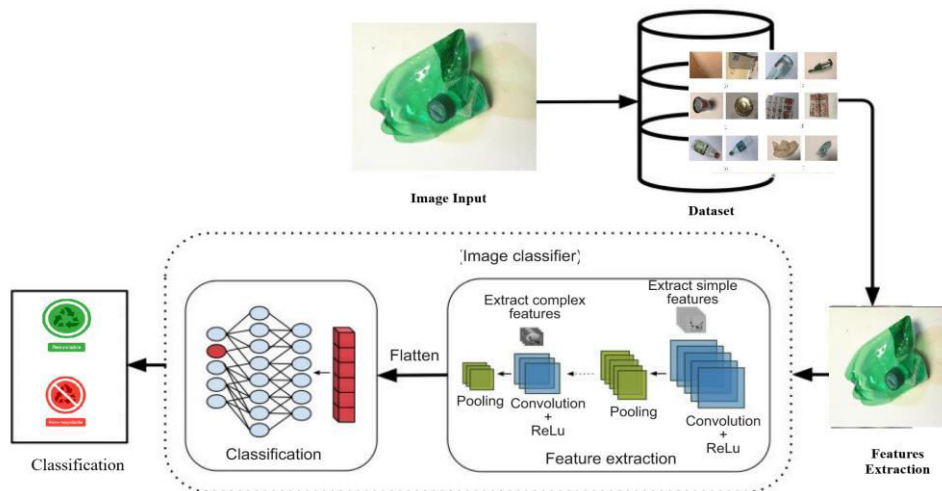 Image Input
Dataset
(Image classifier)
Extract complex
features
Extract simple
features
Flatten
Pooling
Convolution
+
ReLu
Pooling
Convolution
+
ReLu
Classification
Feature extraction
Classification
Features
Extraction